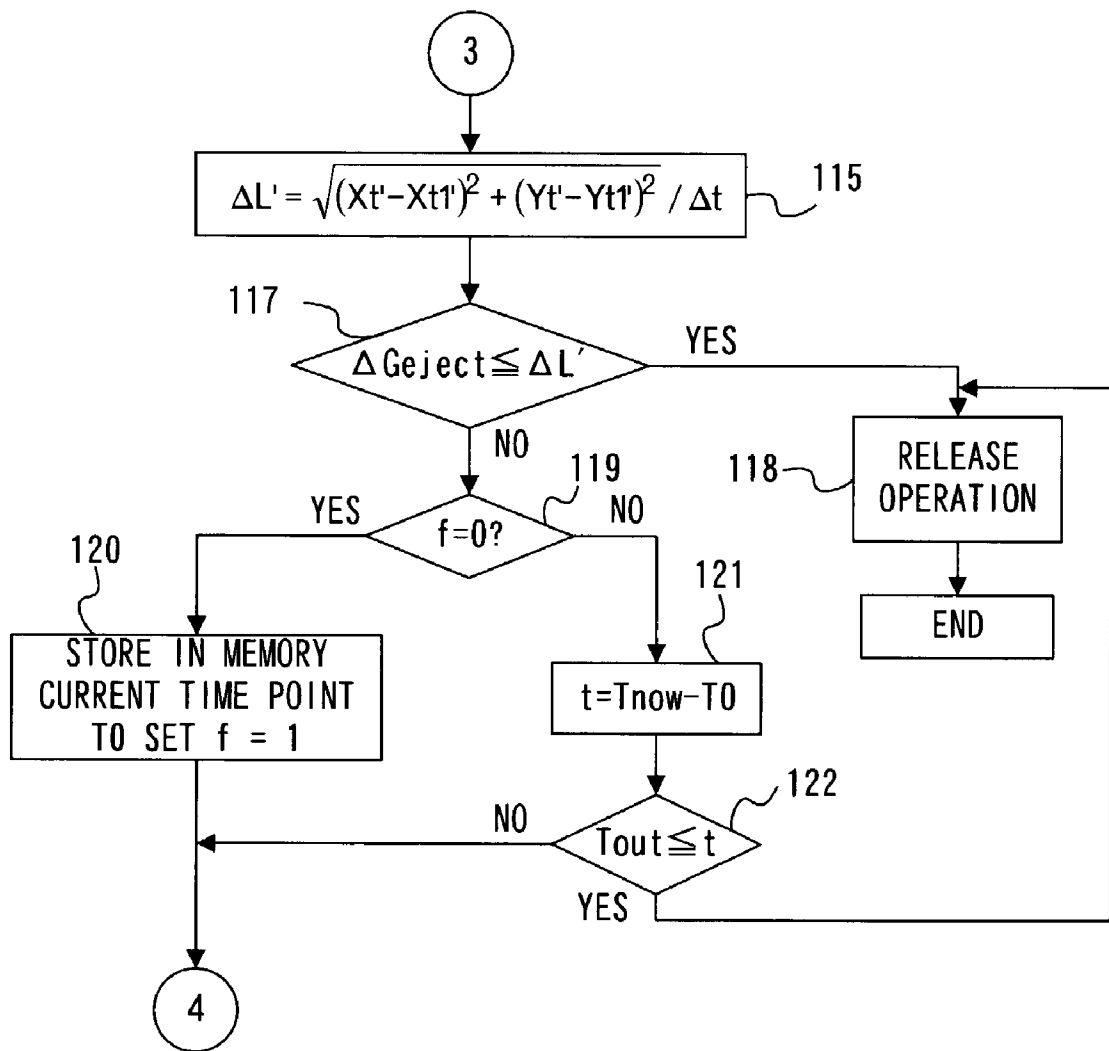 3
ΔL' = √(Xt'-Xt1')² + (Yt'-Yt1')² / Δt
115
117
ΔGeject≦ΔL'
YES
NO
118
RELEASE
OPERATION
119
YES
f=0?
NO
END
120
STORE IN MEMORY
CURRENT TIME POINT
TO SET f = 1
121
t=Tnow-T0
122
NO
Tout≦t
YES
4